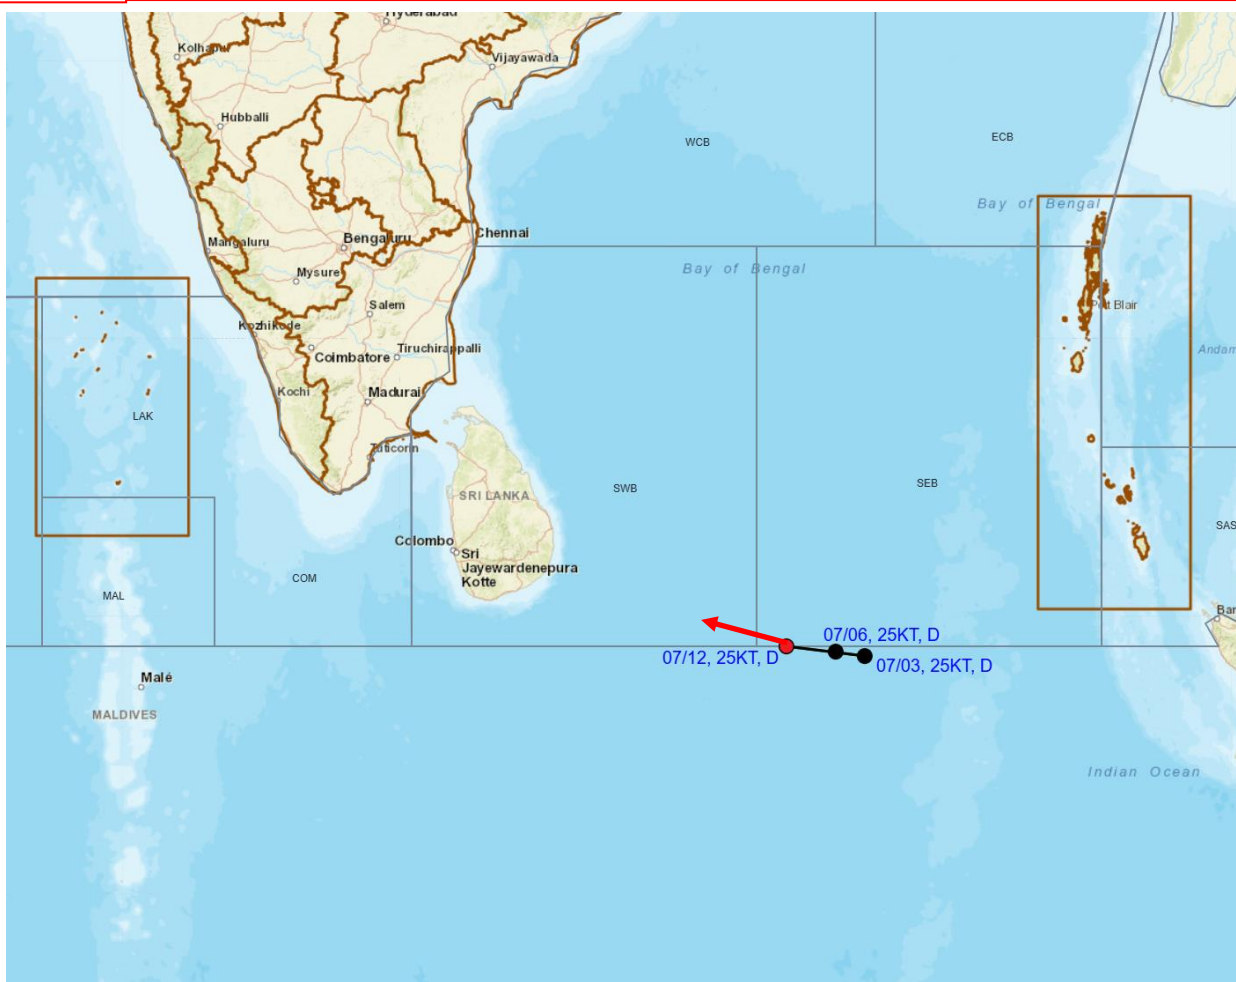 Hyderabad
Kolhapur
Vijayawada
Hubballi
WCB
ECB
Bay of Bengal
Chennai
Mangaluru
Bengaluru
Bay of Bengal
Mysure
Salem
Port Blair
Kozhikode
Coimbatore
Tiruchirappalli
Andam
Kochi
Madurai
LAK
Tuticorin
SRI LANKA
SWB
SEB
SAS
Colombo
Sri
Jayewardenepura
Kotte
COM
MAL
Ban
07/06, 25KT, D
07/12, 25KT, D
07/03, 25KT, D
Malé
MALDIVES
Indian Ocean